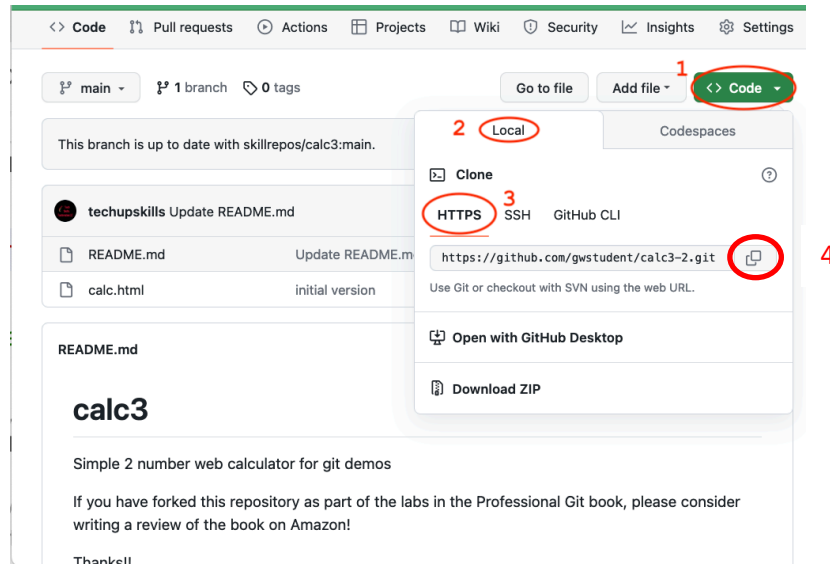 Code Pull requests Actions Projects Wiki Security Insights Settings
1
main 1 branch 0 tags Go to file Add file Code
2 Local Codespaces
This branch is up to date with skillrepos/calc3:main.
Clone
3
HTTPS SSH GitHub CLI
techupskills Update README.md
README.md Update README.m
https://github.com/gwstudent/calc3-2.git 4
calc.html initial version
Use Git or checkout with SVN using the web URL.
Open with GitHub Desktop
README.md
Download ZIP
calc3
Simple 2 number web calculator for git demos
If you have forked this repository as part of the labs in the Professional Git book, please consider
writing a review of the book on Amazon!
Thanks!!